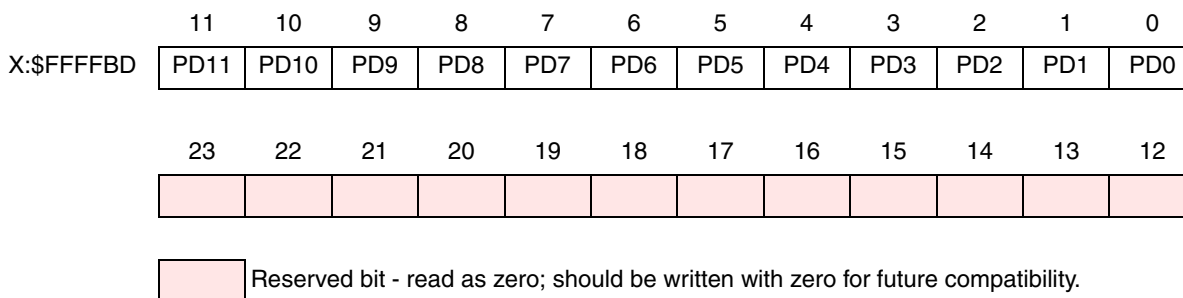 11 10 9 8 7 6 5 4 3 2 1 0
X:$FFFFBD PD11 PD10 PD9 PD8 PD7 PD6 PD5 PD4 PD3 PD2 PD1 PD0
23 22 21 20 19 18 17 16 15 14 13 12
Reserved bit - read as zero; should be written with zero for future compatibility.